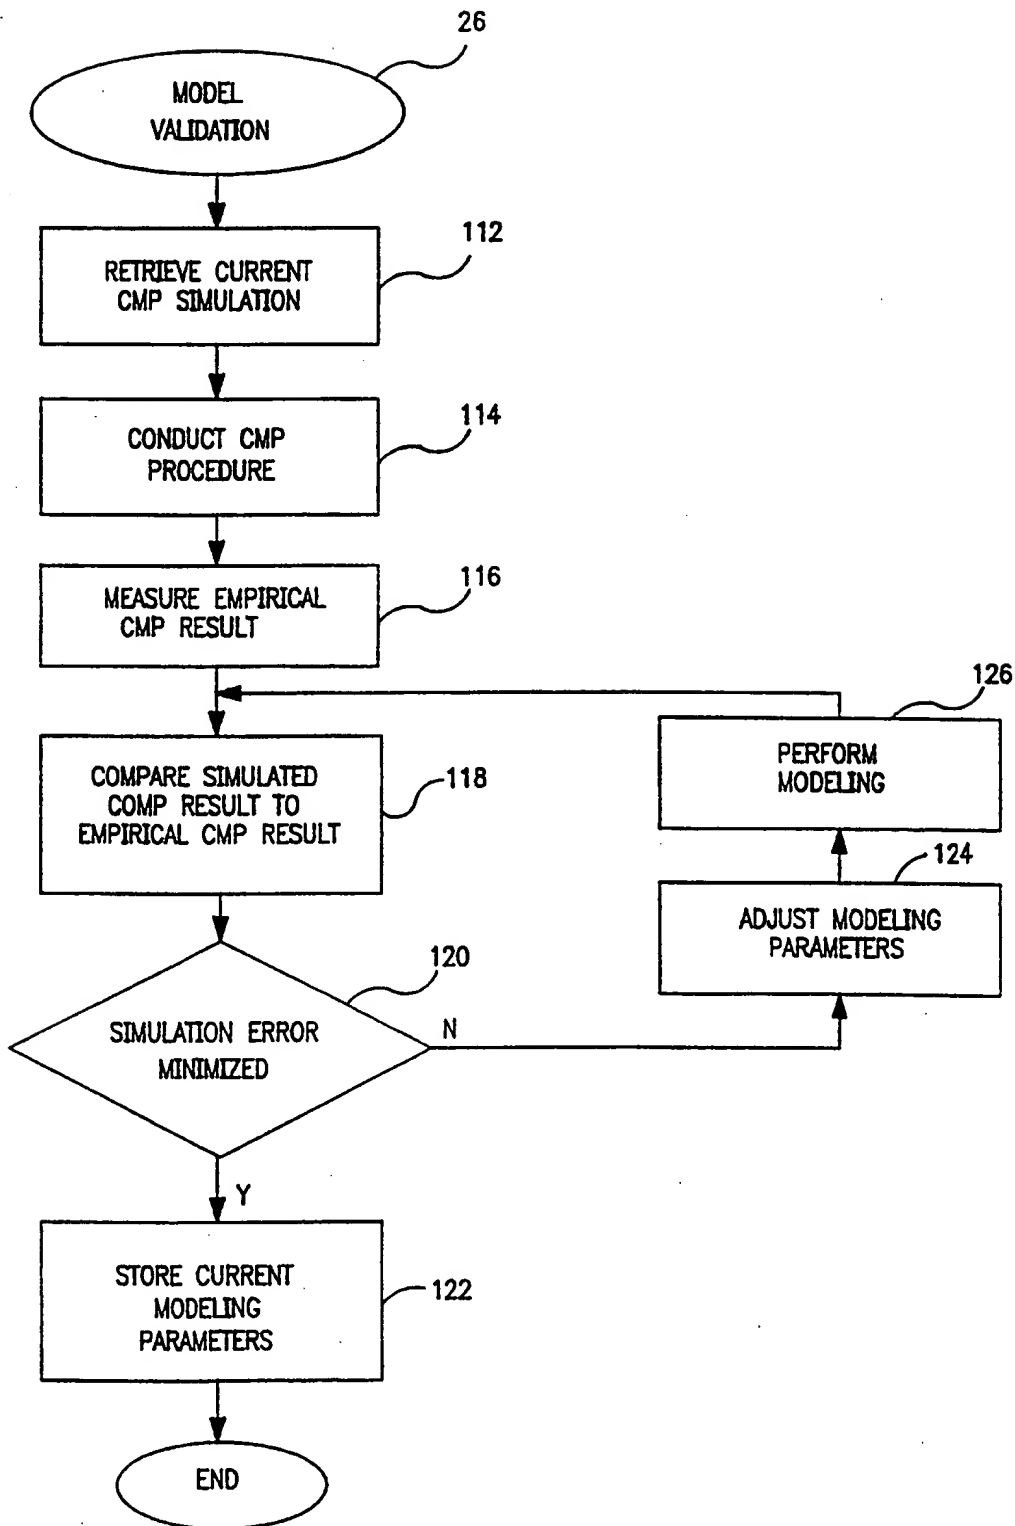 26
MODEL
VALIDATION
112
RETRIEVE CURRENT
CMP SIMULATION
114
CONDUCT CMP
PROCEDURE
116
MEASURE EMPIRICAL
CMP RESULT
118
COMPARE SIMULATED
COMP RESULT TO
EMPIRICAL CMP RESULT
126
PERFORM
MODELING
124
ADJUST MODELING
PARAMETERS
120
SIMULATION ERROR
MINIMIZED
N
Y
122
STORE CURRENT
MODELING
PARAMETERS
END